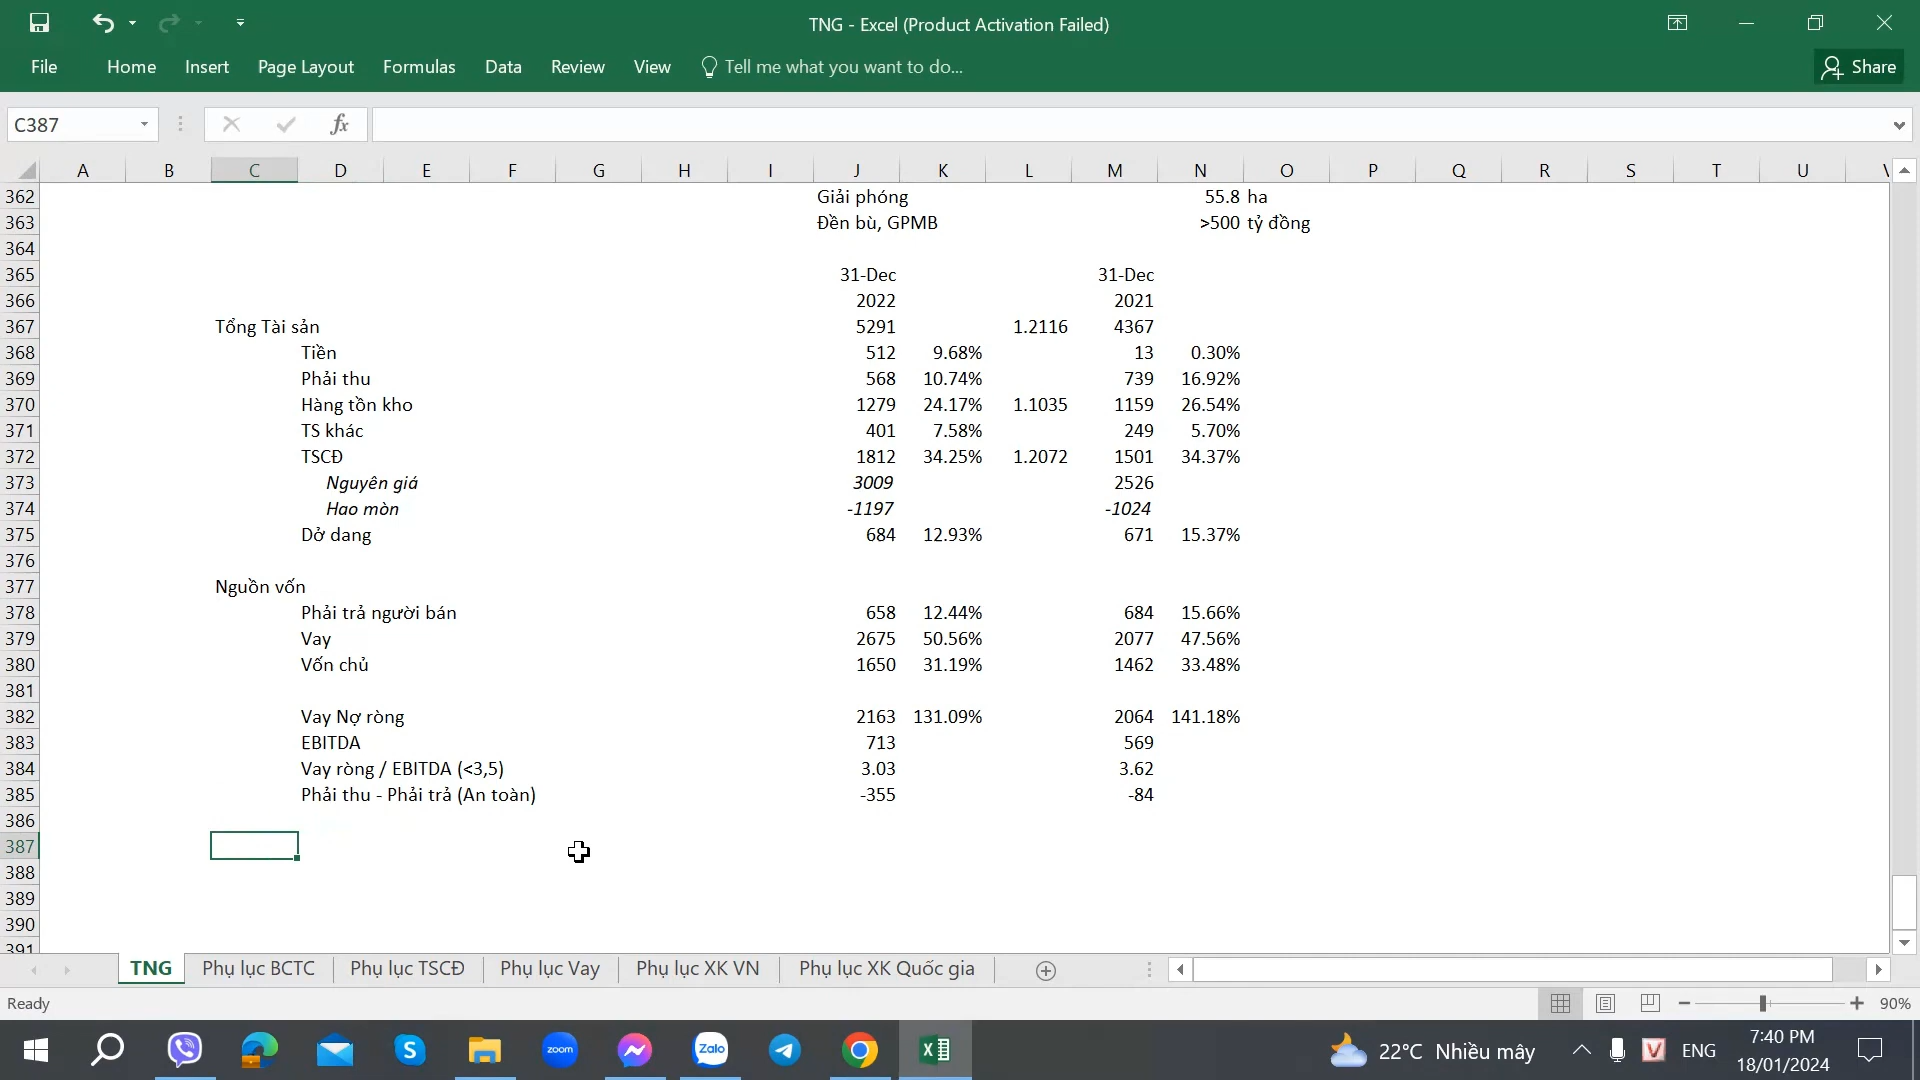 TNG - Excel (Product Activation Failed)
File Home Insert Page Layout Formulas Data Review View Tell me what you want to do... Share
C387 fx
A B C D E F G H I J K L M N O P Q R S T U
362 Giải phóng 55.8 ha
363 Đền bù, GPMB >500 tỷ đồng
364
365 31-Dec 31-Dec
366 2022 2021
367 Tổng Tài sản 5291 1.2116 4367
368 Tiền 512 9.68% 13 0.30%
369 Phải thu 568 10.74% 739 16.92%
370 Hàng tồn kho 1279 24.17% 1.1035 1159 26.54%
371 TS khác 401 7.58% 249 5.70%
372 TSCĐ 1812 34.25% 1.2072 1501 34.37%
373 Nguyên giá 3009 2526
374 Hao mòn -1197 -1024
375 Dở dang 684 12.93% 671 15.37%
376
377 Nguồn vốn
378 Phải trả người bán 658 12.44% 684 15.66%
379 Vay 2675 50.56% 2077 47.56%
380 Vốn chủ 1650 31.19% 1462 33.48%
381
382 Vay Nợ ròng 2163 131.09% 2064 141.18%
383 EBITDA 713 569
384 Vay ròng / EBITDA (<3,5) 3.03 3.62
385 Phải thu - Phải trả (An toàn) -355 -84
386
387
388
389
390
391
TNG Phụ lục BCTC Phụ lục TSCĐ Phụ lục Vay Phụ lục XK VN Phụ lục XK Quốc gia
Ready 90%
zoom Zalo 22°C Nhiều mây V ENG 7:40 PM
18/01/2024